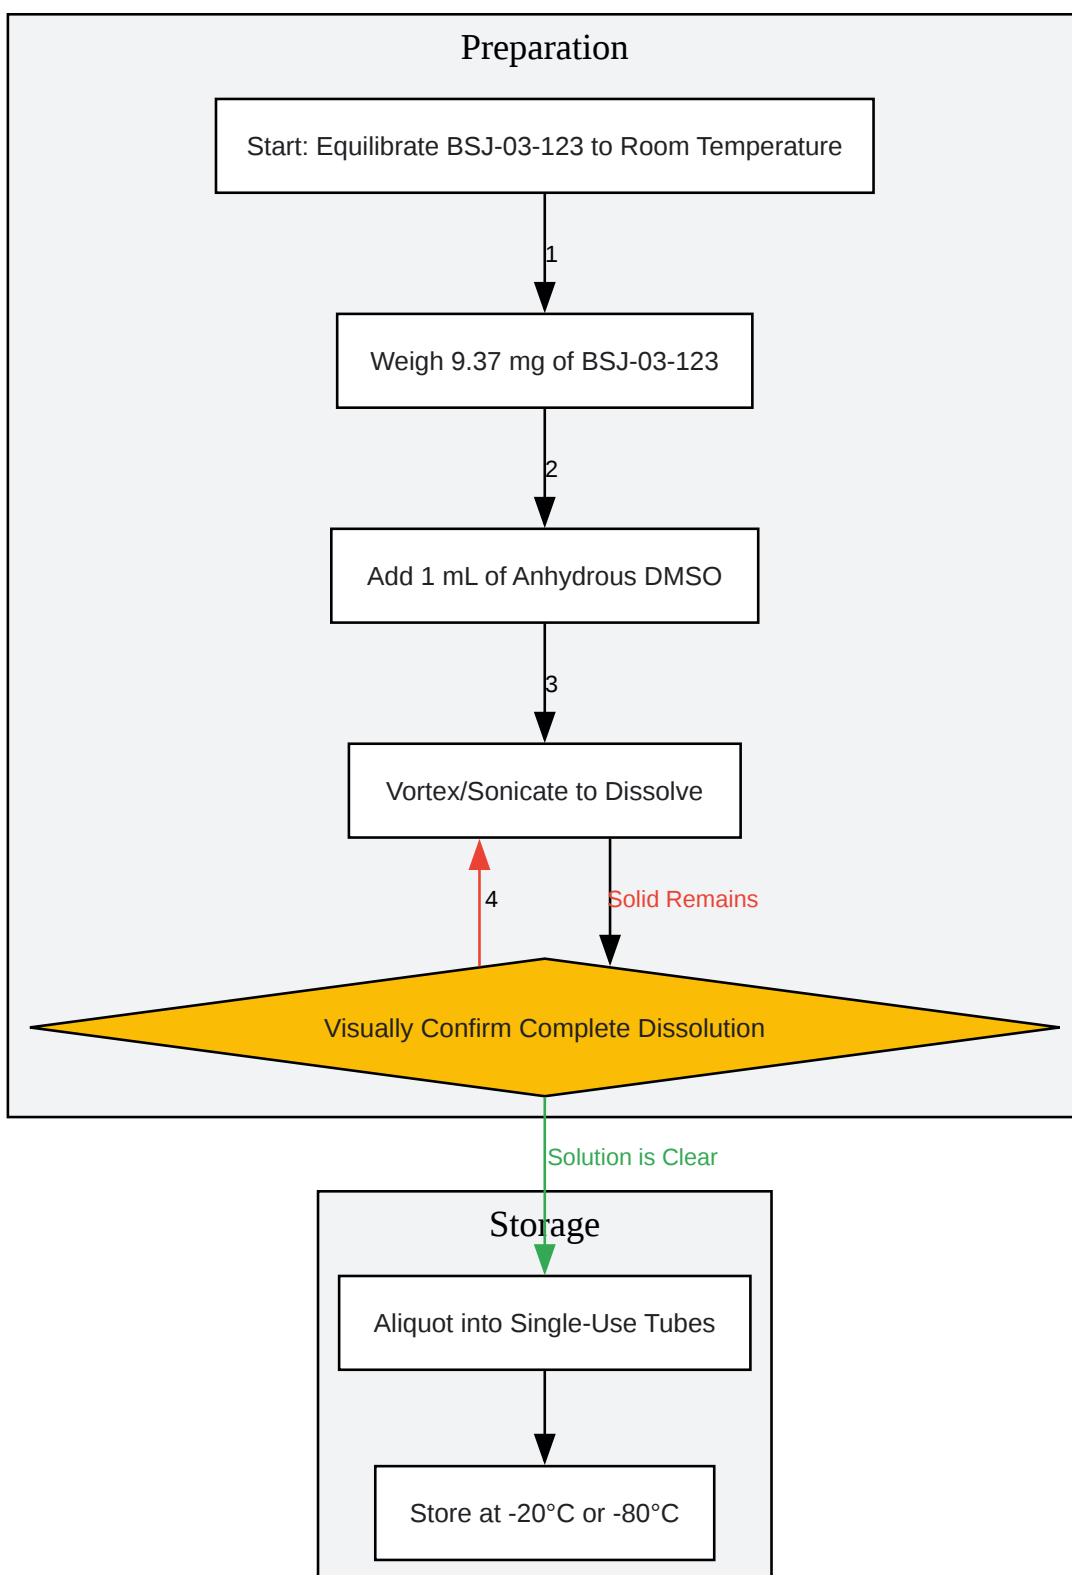 Preparation
Start: Equilibrate BSJ-03-123 to Room Temperature
1
Weigh 9.37 mg of BSJ-03-123
2
Add 1 mL of Anhydrous DMSO
3
Vortex/Sonicate to Dissolve
4
Solid Remains
Visually Confirm Complete Dissolution
Solution is Clear
Storage
Aliquot into Single-Use Tubes
Store at -20°C or -80°C